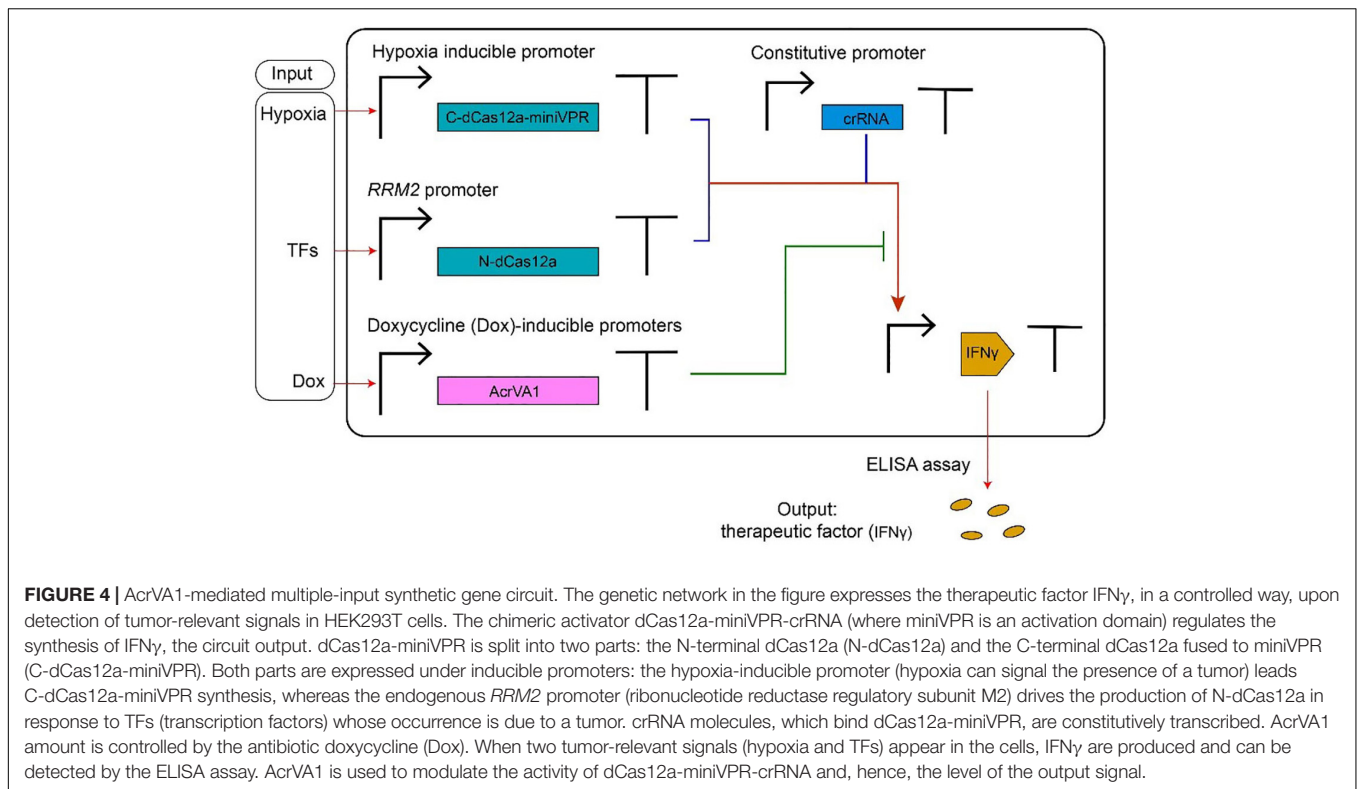 Hypoxia inducible promoter
Constitutive promoter
Input
Hypoxia
C-dCas12a-miniVPR
crRNA
RRM2 promoter
TFs
N-dCas12a
Doxycycline (Dox)-inducible promoters
IFNγ
Dox
AcrVA1
ELISA assay
Output:
therapeutic factor (IFNγ)
FIGURE 4 | AcrVA1-mediated multiple-input synthetic gene circuit. The genetic network in the figure expresses the therapeutic factor IFNγ, in a controlled way, upon
detection of tumor-relevant signals in HEK293T cells. The chimeric activator dCas12a-miniVPR-crRNA (where miniVPR is an activation domain) regulates the
synthesis of IFNγ, the circuit output. dCas12a-miniVPR is split into two parts: the N-terminal dCas12a (N-dCas12a) and the C-terminal dCas12a fused to miniVPR
(C-dCas12a-miniVPR). Both parts are expressed under inducible promoters: the hypoxia-inducible promoter (hypoxia can signal the presence of a tumor) leads
C-dCas12a-miniVPR synthesis, whereas the endogenous RRM2 promoter (ribonucleotide reductase regulatory subunit M2) drives the production of N-dCas12a in
response to TFs (transcription factors) whose occurrence is due to a tumor. crRNA molecules, which bind dCas12a-miniVPR, are constitutively transcribed. AcrVA1
amount is controlled by the antibiotic doxycycline (Dox). When two tumor-relevant signals (hypoxia and TFs) appear in the cells, IFNγ are produced and can be
detected by the ELISA assay. AcrVA1 is used to modulate the activity of dCas12a-miniVPR-crRNA and, hence, the level of the output signal.